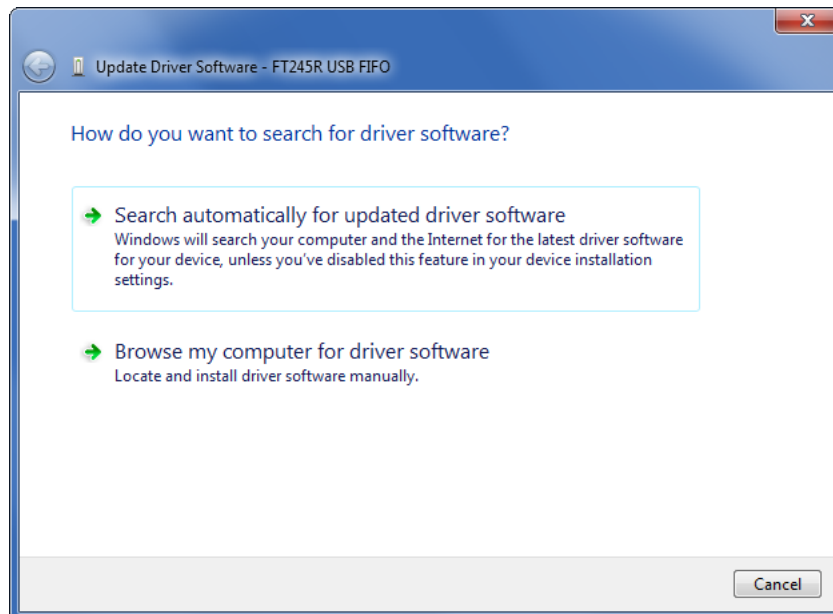 Update Driver Software - FT245R USB FIFO
How do you want to search for driver software?
Search automatically for updated driver software
Windows will search your computer and the Internet for the latest driver software
for your device, unless you've disabled this feature in your device installation
settings.
Browse my computer for driver software
Locate and install driver software manually.
Cancel